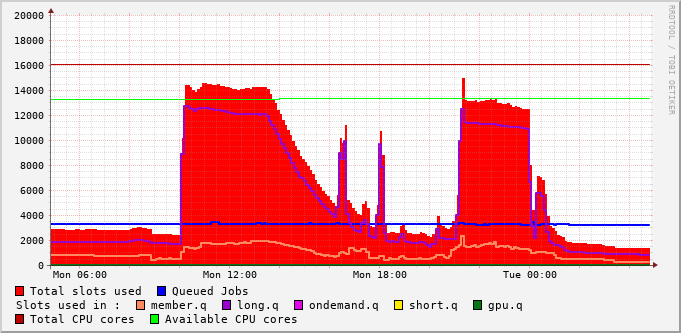 20000
18000
16000
14000
12000
10000
8000
6000
4000
2000
0
Mon 06:00 Mon 12:00 Mon 18:00 Tue 00:00
RRDTOOL / TOBI OETIKER
Total slots used Queued Jobs
Slots used in : member.q long.q ondemand.q short.q gpu.q
Total CPU cores Available CPU cores